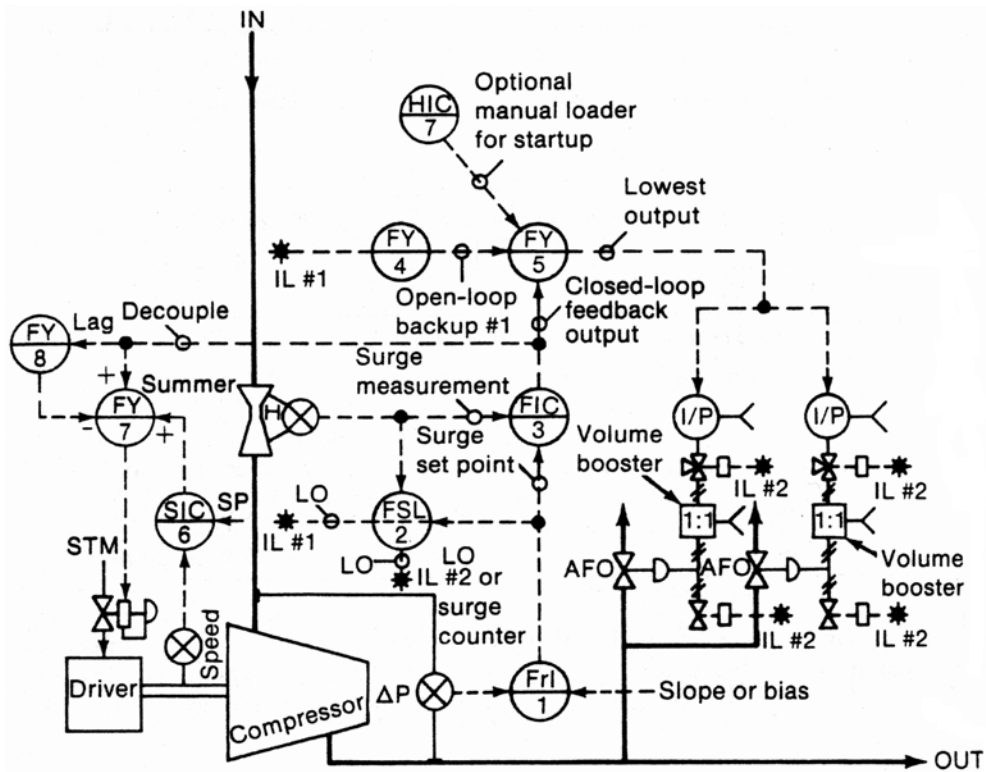 IN
Optional
manual loader
for startup
HIC
7
Lowest
output
FY
4
FY
5
IL #1
Open-loop
backup #1
Closed-loop
feedback
output
FY
8
Lag
Decouple
+
Summer
FY
7
-
+
H
Surge
measurement
FIC
3
Surge
set point
I/P
I/P
Volume
booster
IL #2
IL #2
SIC
6
SP
IL #1
LO
FSL
2
LO
LO
IL #2 or
surge
counter
1:1
1:1
Volume
booster
STM
AFO
AFO
IL #2
IL #2
Speed
Driver
Compressor
ΔP
FrI
1
Slope or bias
OUT